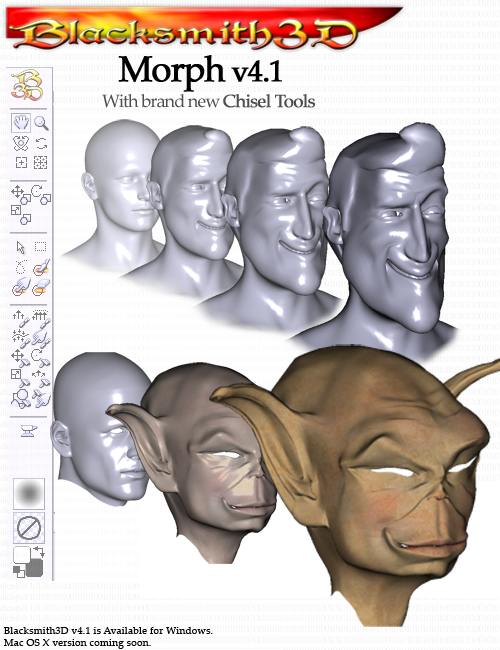 Blacksmith3D
Morph v4.1
With brand new Chisel Tools
B
3D
Blacksmith3D v4.1 is Available for Windows.
Mac OS X version coming soon.